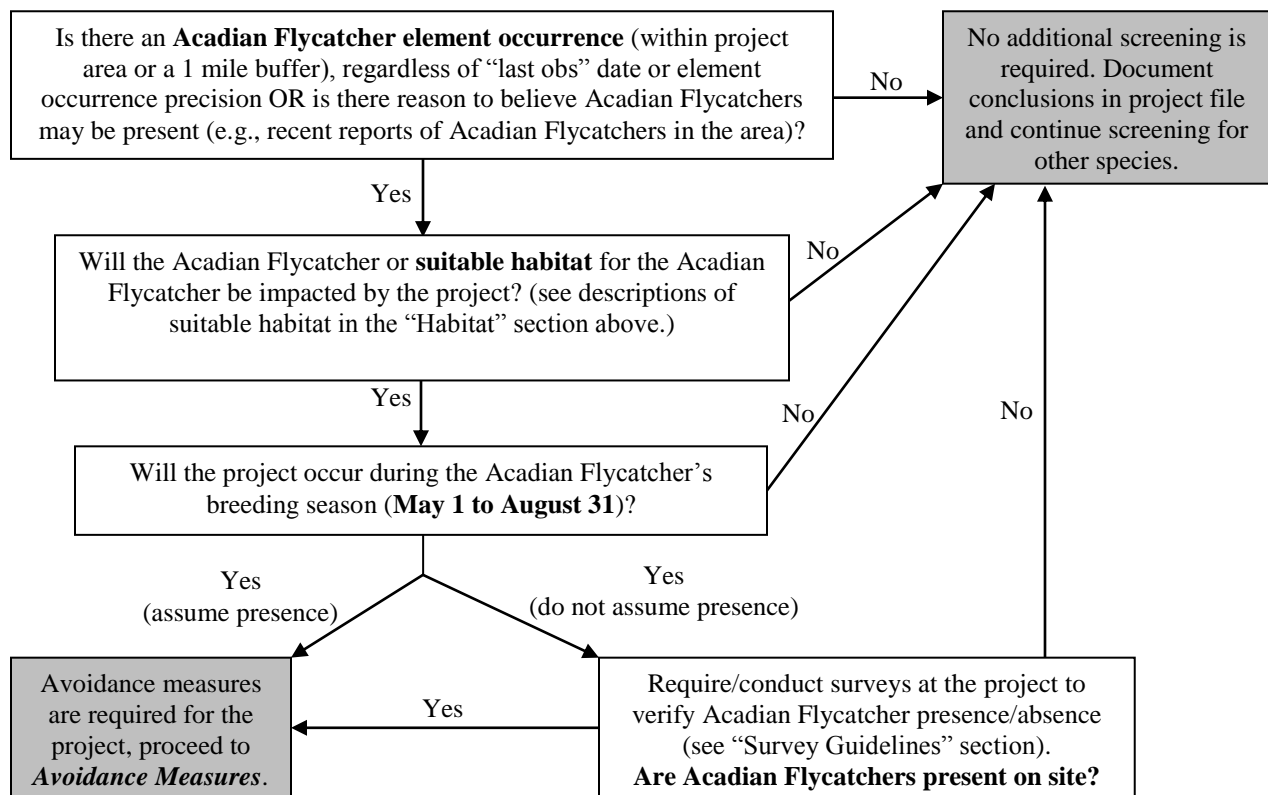 Is there an Acadian Flycatcher element occurrence (within project
area or a 1 mile buffer), regardless of “last obs” date or element
occurrence precision OR is there reason to believe Acadian Flycatchers
may be present (e.g., recent reports of Acadian Flycatchers in the area)?
No
No additional screening is
required. Document
conclusions in project file
and continue screening for
other species.
Yes
Will the Acadian Flycatcher or suitable habitat for the Acadian
Flycatcher be impacted by the project? (see descriptions of
suitable habitat in the “Habitat” section above.)
No
Yes
No
No
Will the project occur during the Acadian Flycatcher’s
breeding season (May 1 to August 31)?
Yes
(assume presence)
Yes
(do not assume presence)
Avoidance measures
are required for the
project, proceed to
Avoidance Measures.
Yes
Require/conduct surveys at the project to
verify Acadian Flycatcher presence/absence
(see “Survey Guidelines” section).
Are Acadian Flycatchers present on site?